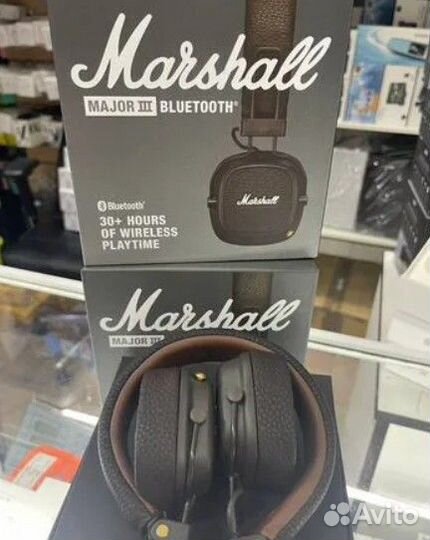 Marshall
MAJOR III BLUETOOTH®
Bluetooth®
30+ HOURS
OF WIRELESS
PLAYTIME
Marshall
Marshall
MAJOR III
Avito